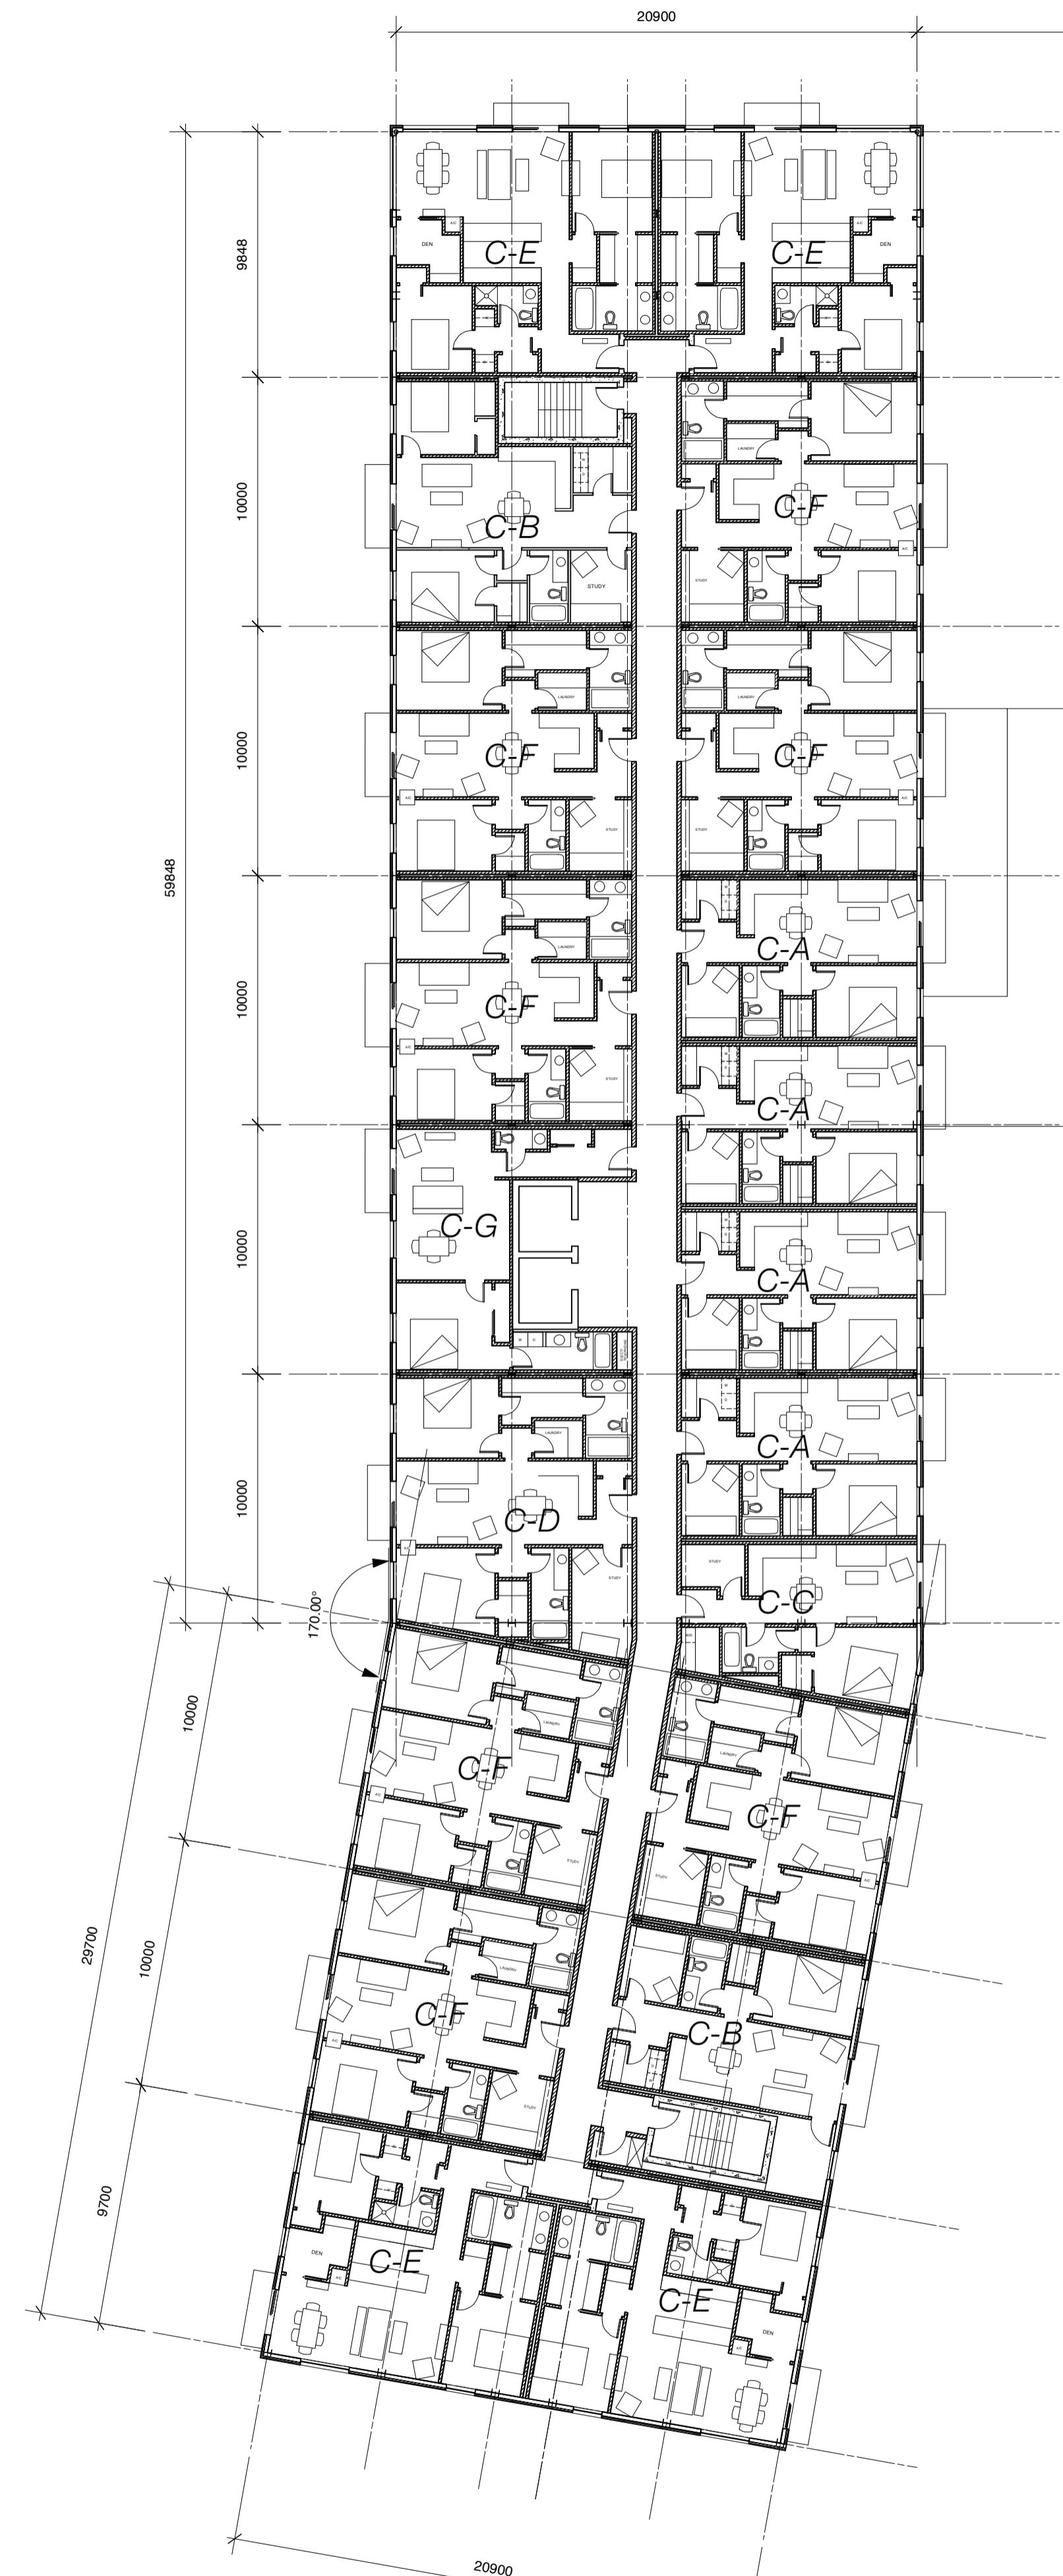 20900
9848
A/C
A/C
DEN
C-E
C-E
DEN
LAUNDRY
10000
C-B
C-F
A/C
STUDY
STUDY
LAUNDRY
LAUNDRY
10000
C-F
C-F
A/C
A/C
STUDY
STUDY
59848
LAUNDRY
C-A
10000
C-F
A/C
STUDY
C-A
10000
C-G
C-A
W
D
LAUNDRY
C-A
10000
C-D
A/C
STUDY
STUDY
C-C
170.00°
10000
LAUNDRY
LAUNDRY
C-F
A/C
C-F
STUDY
STUDY
A/C
29700
10000
LAUNDRY
C-F
C-B
A/C
STUDY
9700
DEN
A/C
C-E
C-E
DEN
A/C
20900